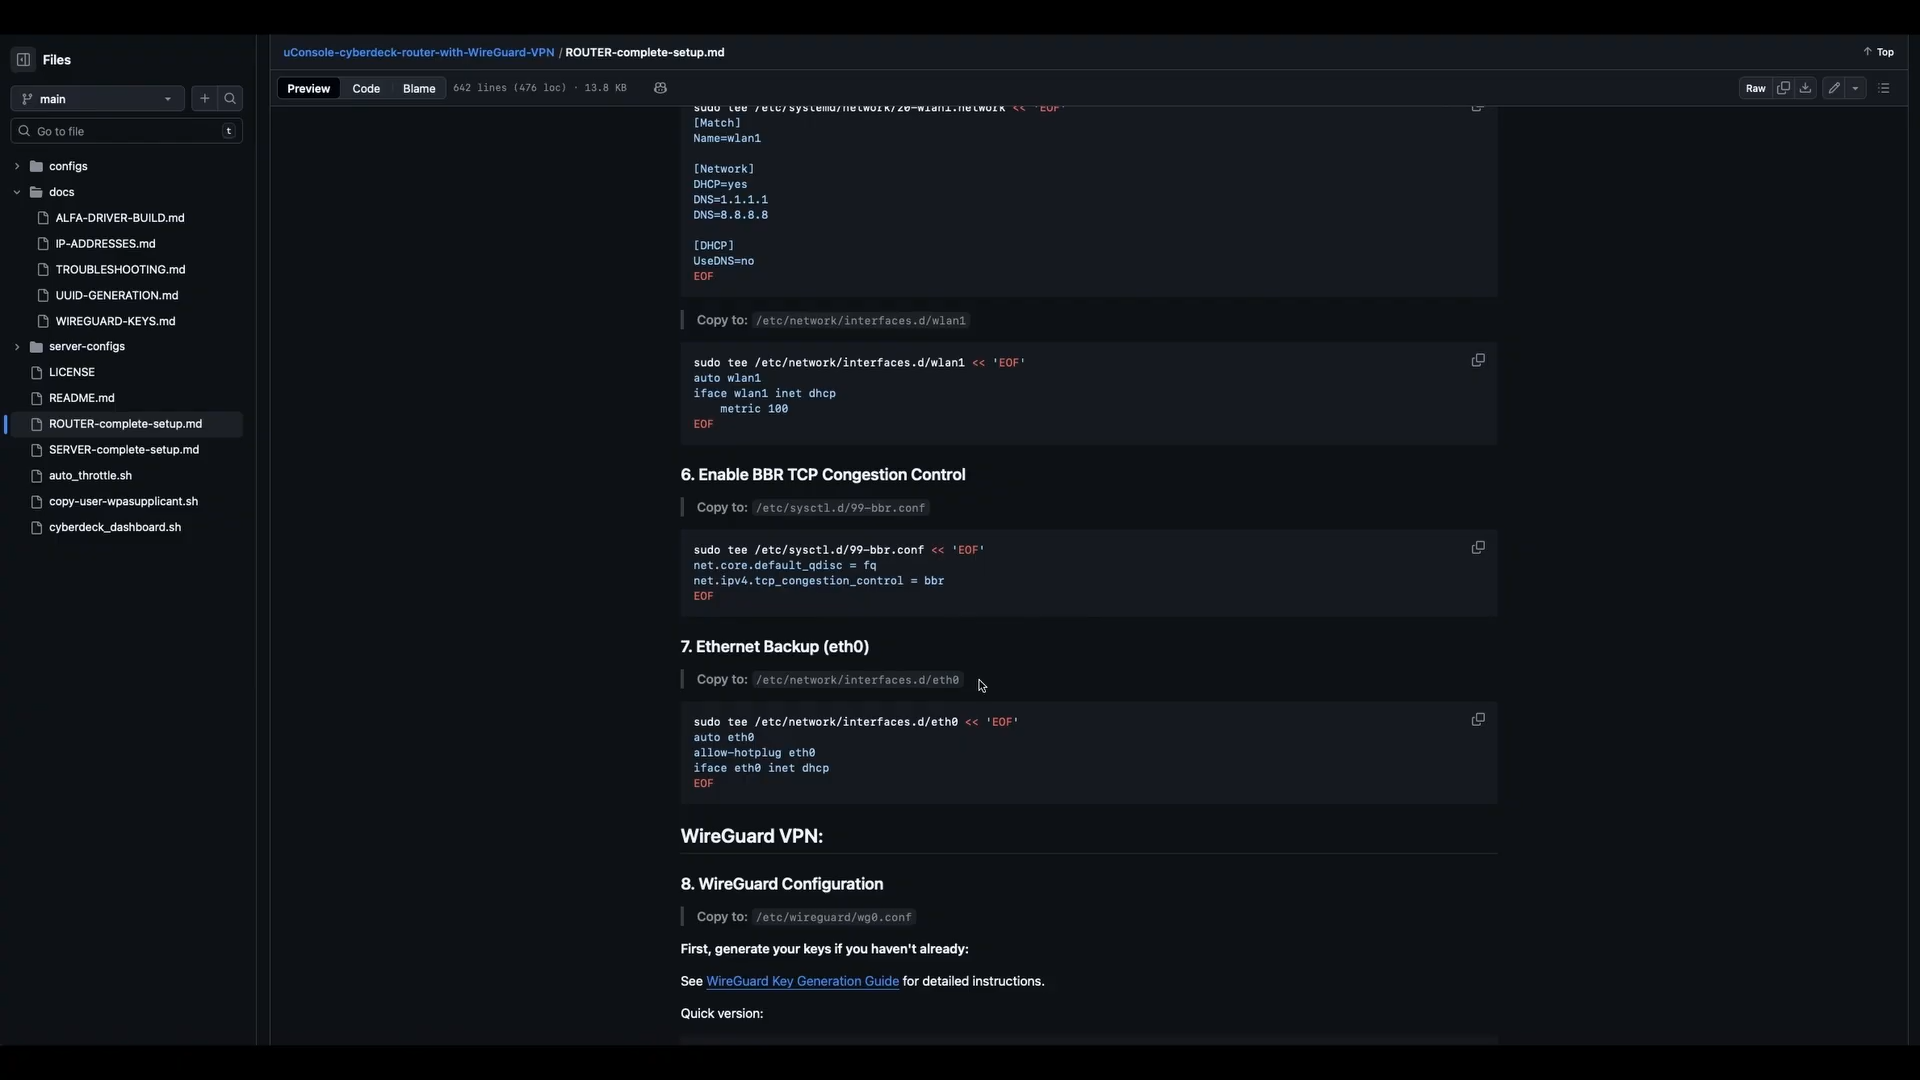 Files
main
Go to file
t
configs
docs
ALFA-DRIVER-BUILD.md
IP-ADDRESSES.md
TROUBLESHOOTING.md
UUID-GENERATION.md
WIREGUARD-KEYS.md
server-configs
LICENSE
README.md
ROUTER-complete-setup.md
SERVER-complete-setup.md
auto_throttle.sh
copy-user-wpasupplicant.sh
cyberdeck_dashboard.sh
uConsole-cyberdeck-router-with-WireGuard-VPN / ROUTER-complete-setup.md
Top
Preview Code Blame 642 lines (476 loc) · 13.8 KB
Raw
sudo tee /etc/systemd/network/20-wlan1.network << 'EOF'
[Match]
Name=wlan1
[Network]
DHCP=yes
DNS=1.1.1.1
DNS=8.8.8.8
[DHCP]
UseDNS=no
EOF
Copy to: /etc/network/interfaces.d/wlan1
sudo tee /etc/network/interfaces.d/wlan1 << 'EOF'
auto wlan1
iface wlan1 inet dhcp
metric 100
EOF
6. Enable BBR TCP Congestion Control
Copy to: /etc/sysctl.d/99-bbr.conf
sudo tee /etc/sysctl.d/99-bbr.conf << 'EOF'
net.core.default_qdisc = fq
net.ipv4.tcp_congestion_control = bbr
EOF
7. Ethernet Backup (eth0)
Copy to: /etc/network/interfaces.d/eth0
sudo tee /etc/network/interfaces.d/eth0 << 'EOF'
auto eth0
allow-hotplug eth0
iface eth0 inet dhcp
EOF
WireGuard VPN:
8. WireGuard Configuration
Copy to: /etc/wireguard/wg0.conf
First, generate your keys if you haven't already:
See WireGuard Key Generation Guide for detailed instructions.
Quick version: